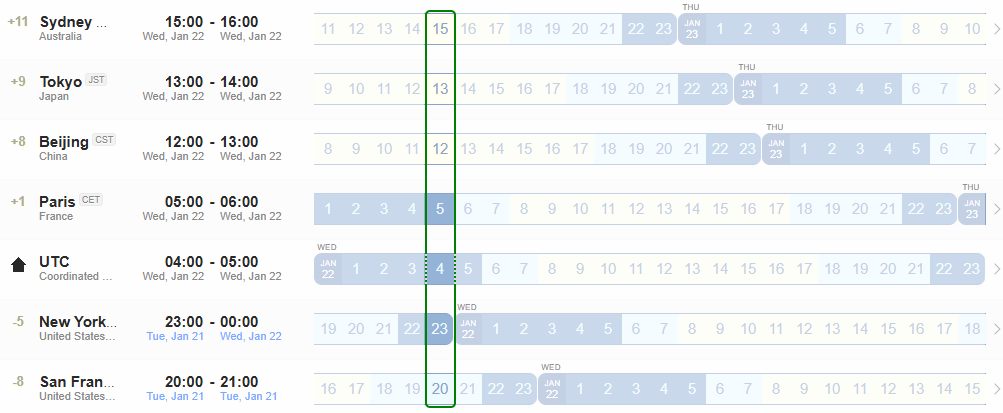 THU
+11 Sydney ... 15:00 - 16:00 11 12 13 14 15 16 17 18 19 20 21 22 23 JAN 23 1 2 3 4 5 6 7 8 9 10
Australia Wed, Jan 22 Wed, Jan 22
THU
+9 Tokyo JST 13:00 - 14:00 9 10 11 12 13 14 15 16 17 18 19 20 21 22 23 JAN 23 1 2 3 4 5 6 7 8
Japan Wed, Jan 22 Wed, Jan 22
THU
+8 Beijing CST 12:00 - 13:00 8 9 10 11 12 13 14 15 16 17 18 19 20 21 22 23 JAN 23 1 2 3 4 5 6 7
China Wed, Jan 22 Wed, Jan 22
THU
+1 Paris CET 05:00 - 06:00 1 2 3 4 5 6 7 8 9 10 11 12 13 14 15 16 17 18 19 20 21 22 23 JAN 23
France Wed, Jan 22 Wed, Jan 22
WED
UTC 04:00 - 05:00 JAN 22 1 2 3 4 5 6 7 8 9 10 11 12 13 14 15 16 17 18 19 20 21 22 23
Coordinated ... Wed, Jan 22 Wed, Jan 22
WED
-5 New York... 23:00 - 00:00 19 20 21 22 23 JAN 22 1 2 3 4 5 6 7 8 9 10 11 12 13 14 15 16 17 18
United States... Tue, Jan 21 Wed, Jan 22
WED
-8 San Fran... 20:00 - 21:00 16 17 18 19 20 21 22 23 JAN 22 1 2 3 4 5 6 7 8 9 10 11 12 13 14 15
United States... Tue, Jan 21 Tue, Jan 21